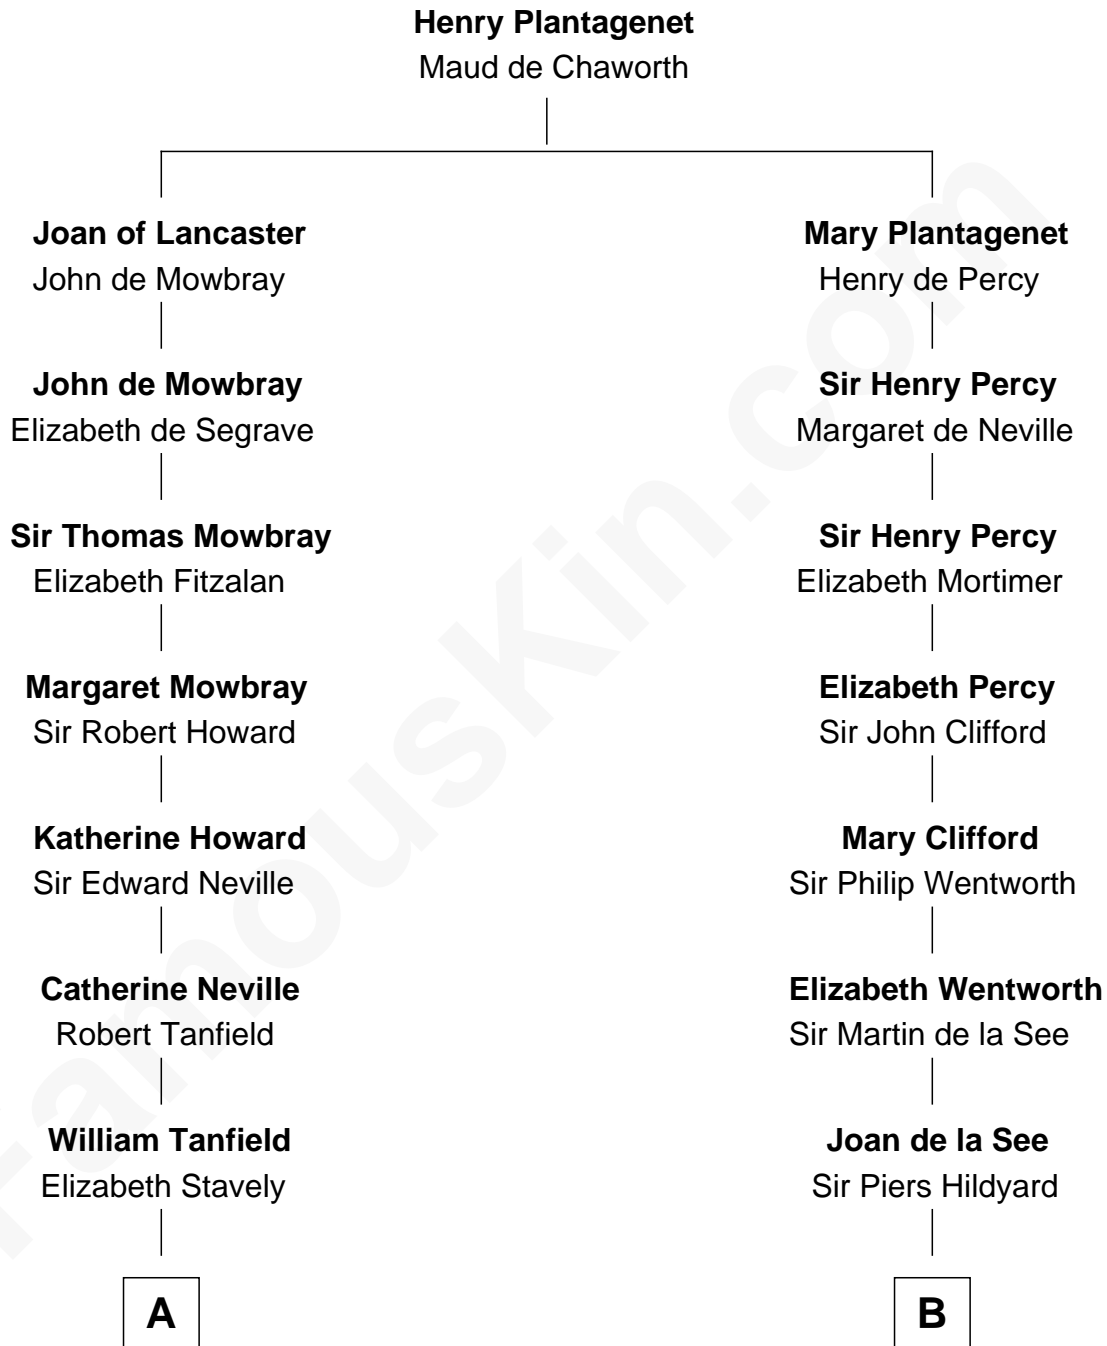 Henry Plantagenet
Maud de Chaworth
Joan of Lancaster
John de Mowbray
Mary Plantagenet
Henry de Percy
John de Mowbray
Elizabeth de Segrave
Sir Henry Percy
Margaret de Neville
Sir Thomas Mowbray
Elizabeth Fitzalan
Sir Henry Percy
Elizabeth Mortimer
Margaret Mowbray
Sir Robert Howard
Elizabeth Percy
Sir John Clifford
Katherine Howard
Sir Edward Neville
Mary Clifford
Sir Philip Wentworth
Catherine Neville
Robert Tanfield
Elizabeth Wentworth
Sir Martin de la See
William Tanfield
Elizabeth Stavely
Joan de la See
Sir Piers Hildyard
A
B
FamousKin.com